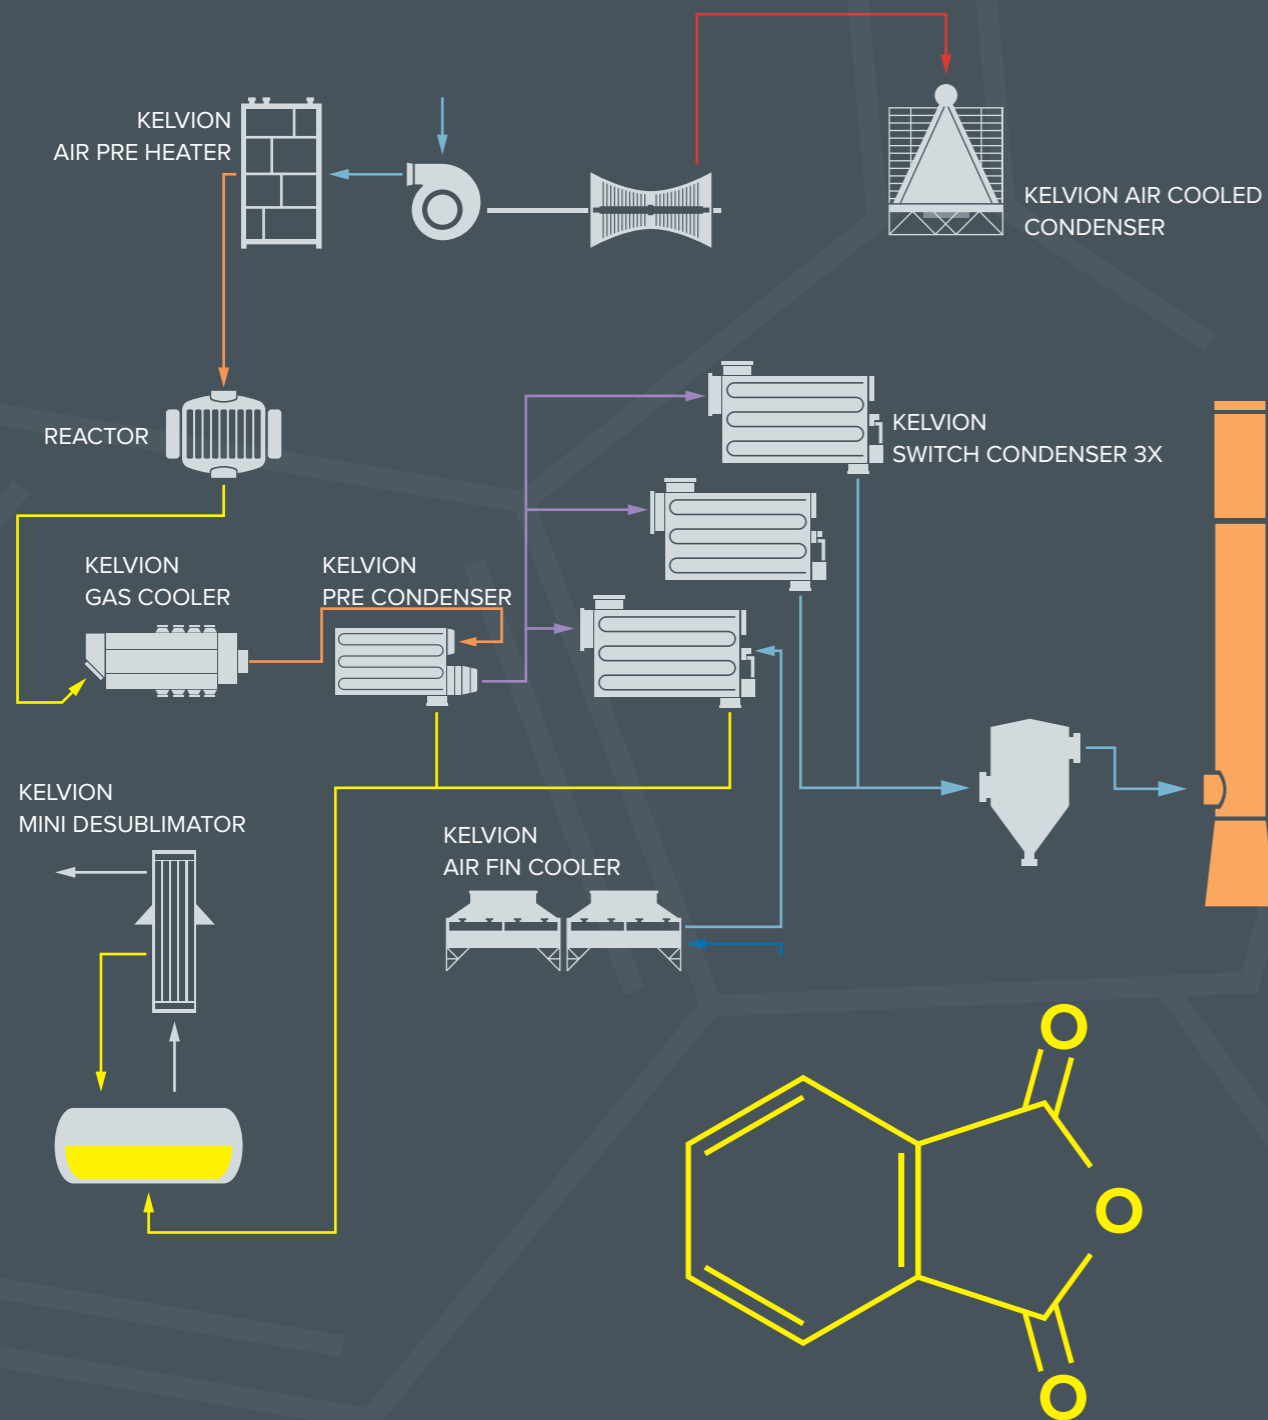 KELVION
AIR PRE HEATER
KELVION AIR COOLED
CONDENSER
REACTOR
KELVION
SWITCH CONDENSER 3X
KELVION
GAS COOLER
KELVION
PRE CONDENSER
KELVION
MINI DESUBLIMATOR
KELVION
AIR FIN COOLER
O
O
O